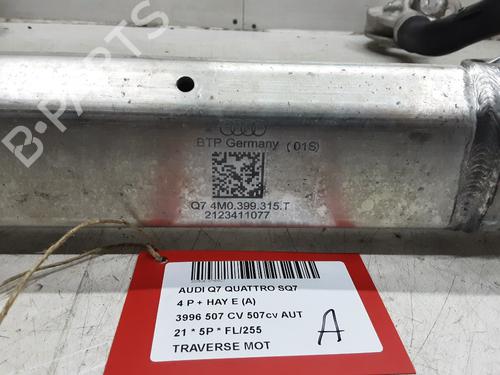 B-PARTS
BTP Germany (01S)
Q7 4M0.399.315.T
2123411077
AUDI Q7 QUATTRO SQ7
4 P + HAY E (A)
3996 507 CV 507cv AUT
21 * 5P * FL/255
TRAVERSE MOT
A